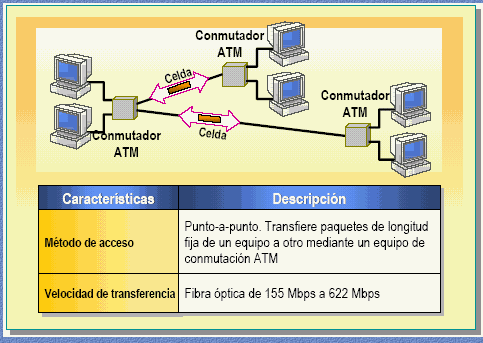 Conmutador
ATM
Celda
Conmutador
ATM
Conmutador
ATM
Celda
Características
Descripción
Método de acceso
Punto-a-punto. Transfiere paquetes de longitud
fija de un equipo a otro mediante un equipo de
conmutación ATM
Velocidad de transferencia
Fibra óptica de 155 Mbps a 622 Mbps